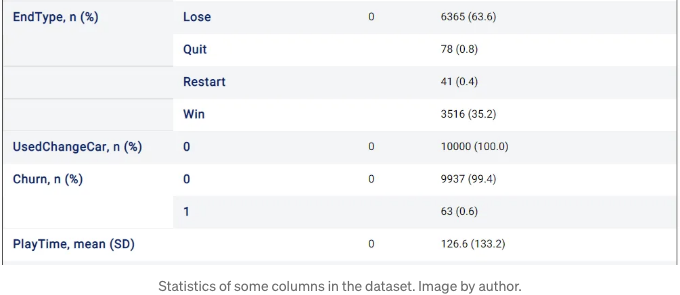 EndType, n (%) Lose 0 6365 (63.6)
Quit 78 (0.8)
Restart 41 (0.4)
Win 3516 (35.2)
UsedChangeCar, n (%) 0 0 10000 (100.0)
Churn, n (%) 0 0 9937 (99.4)
1 63 (0.6)
PlayTime, mean (SD) 0 126.6 (133.2)
Statistics of some columns in the dataset. Image by author.